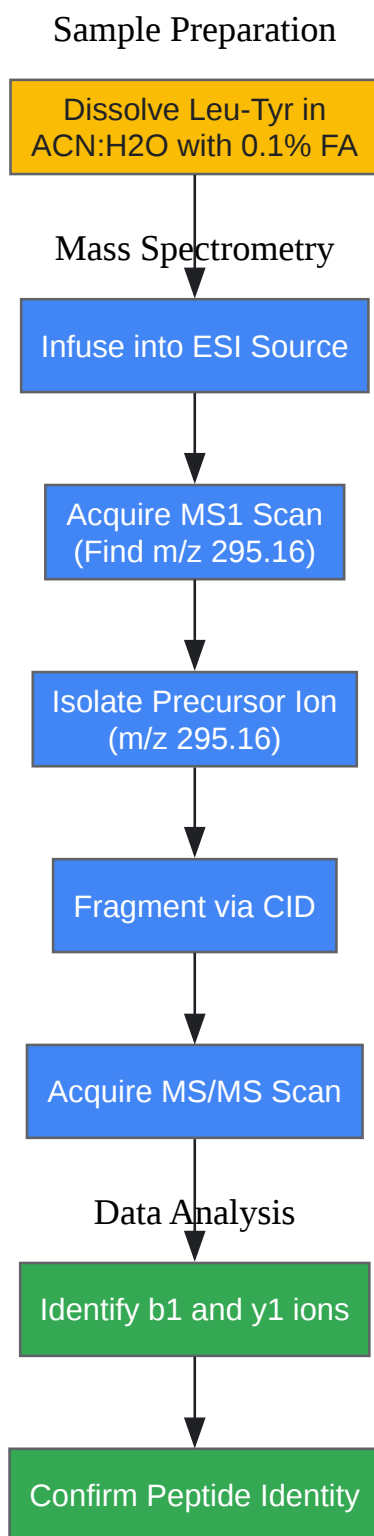 Sample Preparation
Dissolve Leu-Tyr in
ACN:H2O with 0.1% FA
Mass Spectrometry
Infuse into ESI Source
Acquire MS1 Scan
(Find m/z 295.16)
Isolate Precursor Ion
(m/z 295.16)
Fragment via CID
Acquire MS/MS Scan
Data Analysis
Identify b1 and y1 ions
Confirm Peptide Identity